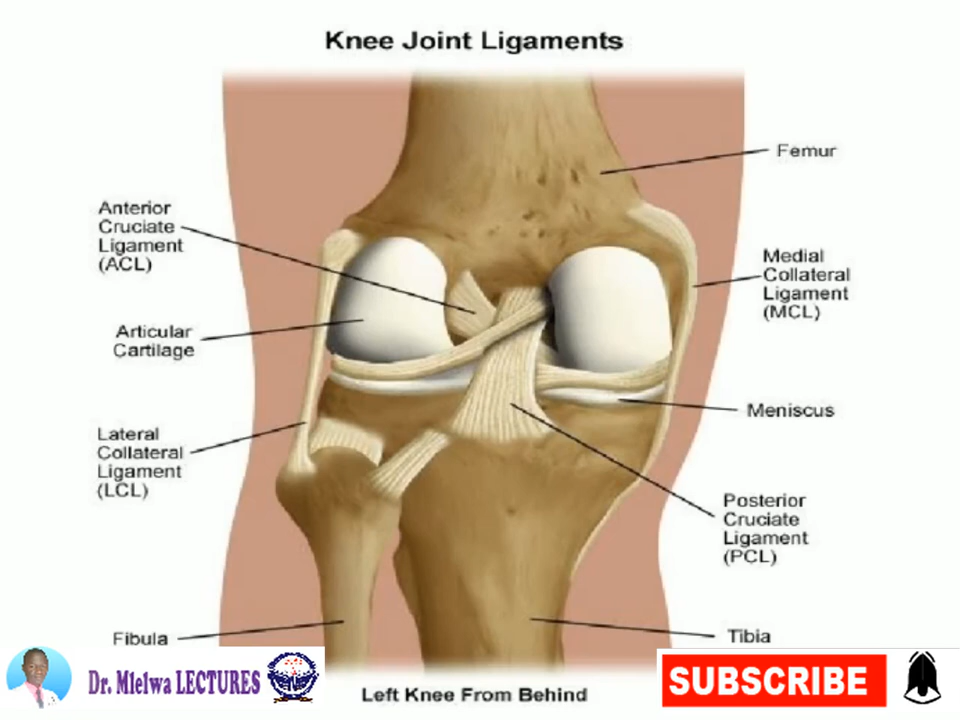 Knee Joint Ligaments
Femur
Anterior
Cruciate
Ligament
(ACL)
Medial
Collateral
Ligament
(MCL)
Articular
Cartilage
Meniscus
Lateral
Collateral
Ligament
(LCL)
Posterior
Cruciate
Ligament
(PCL)
Fibula
Tibia
Dr. Mlelwa LECTURES
Left Knee From Behind
SUBSCRIBE